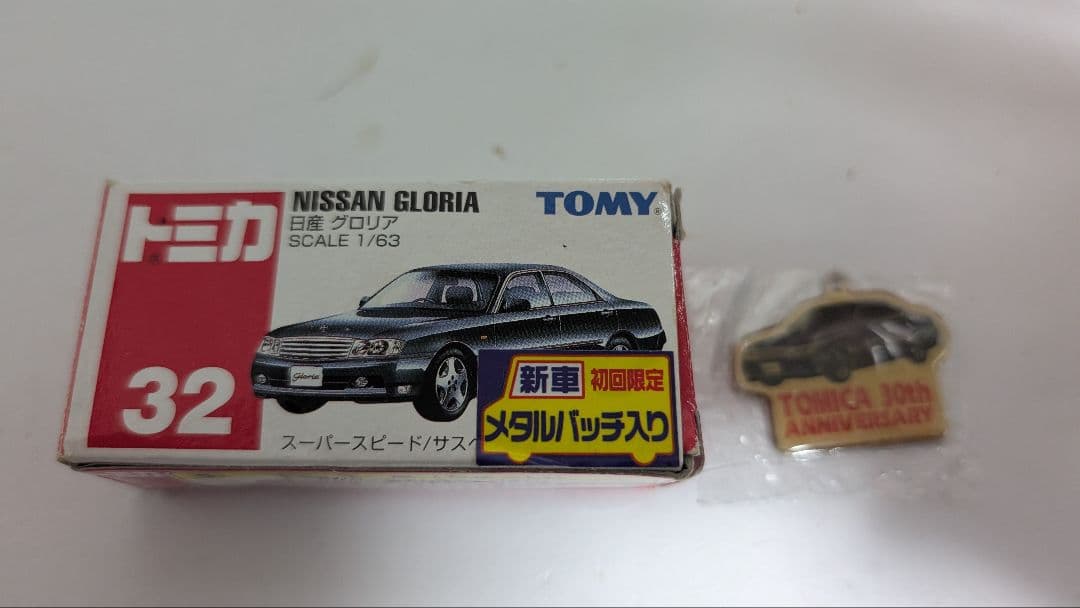 トミカ
32
NISSAN GLORIA
日産 グロリア
SCALE 1/63
TOMY
Gloria
新車 初回限定
メタルバッチ入り
スーパースピード/サスペ
TOMICA 30th
ANNIVERSARY